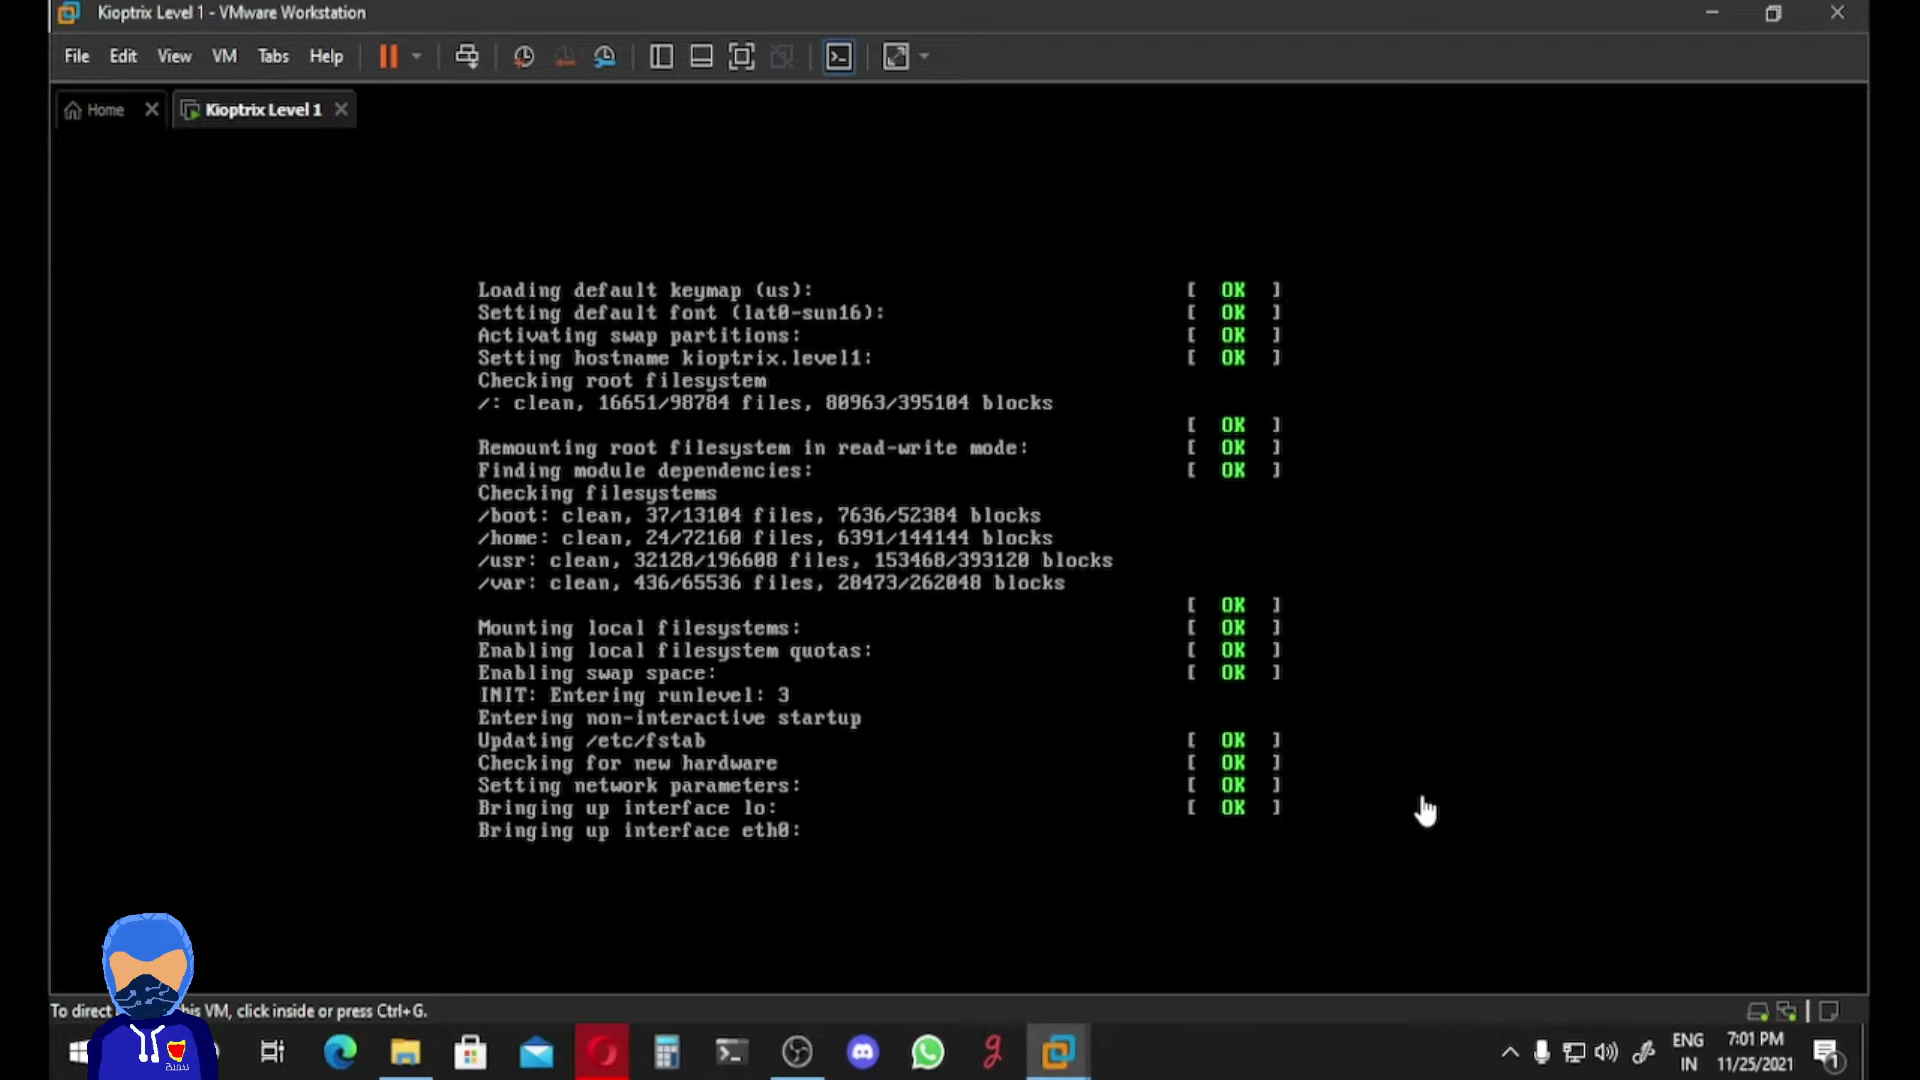 Kioptrix Level 1 - VMware Workstation
File Edit View VM Tabs Help
Home Kioptrix Level 1
Loading default keymap (us): [ OK ]
Setting default font (lat0-sun16): [ OK ]
Activating swap partitions: [ OK ]
Setting hostname kioptrix.level1: [ OK ]
Checking root filesystem
/: clean, 16651/98784 files, 80963/395104 blocks
[ OK ]
Remounting root filesystem in read-write mode: [ OK ]
Finding module dependencies: [ OK ]
Checking filesystems
/boot: clean, 37/13104 files, 7636/52384 blocks
/home: clean, 24/72160 files, 6391/144144 blocks
/usr: clean, 32128/196608 files, 153468/393120 blocks
/var: clean, 436/65536 files, 28473/262048 blocks
[ OK ]
Mounting local filesystems: [ OK ]
Enabling local filesystem quotas: [ OK ]
Enabling swap space: [ OK ]
INIT: Entering runlevel: 3
Entering non-interactive startup
Updating /etc/fstab [ OK ]
Checking for new hardware [ OK ]
Setting network parameters: [ OK ]
Bringing up interface lo: [ OK ]
Bringing up interface eth0:
To direct his VM, click inside or press Ctrl+G.
ENG 7:01 PM
IN 11/25/2021
1